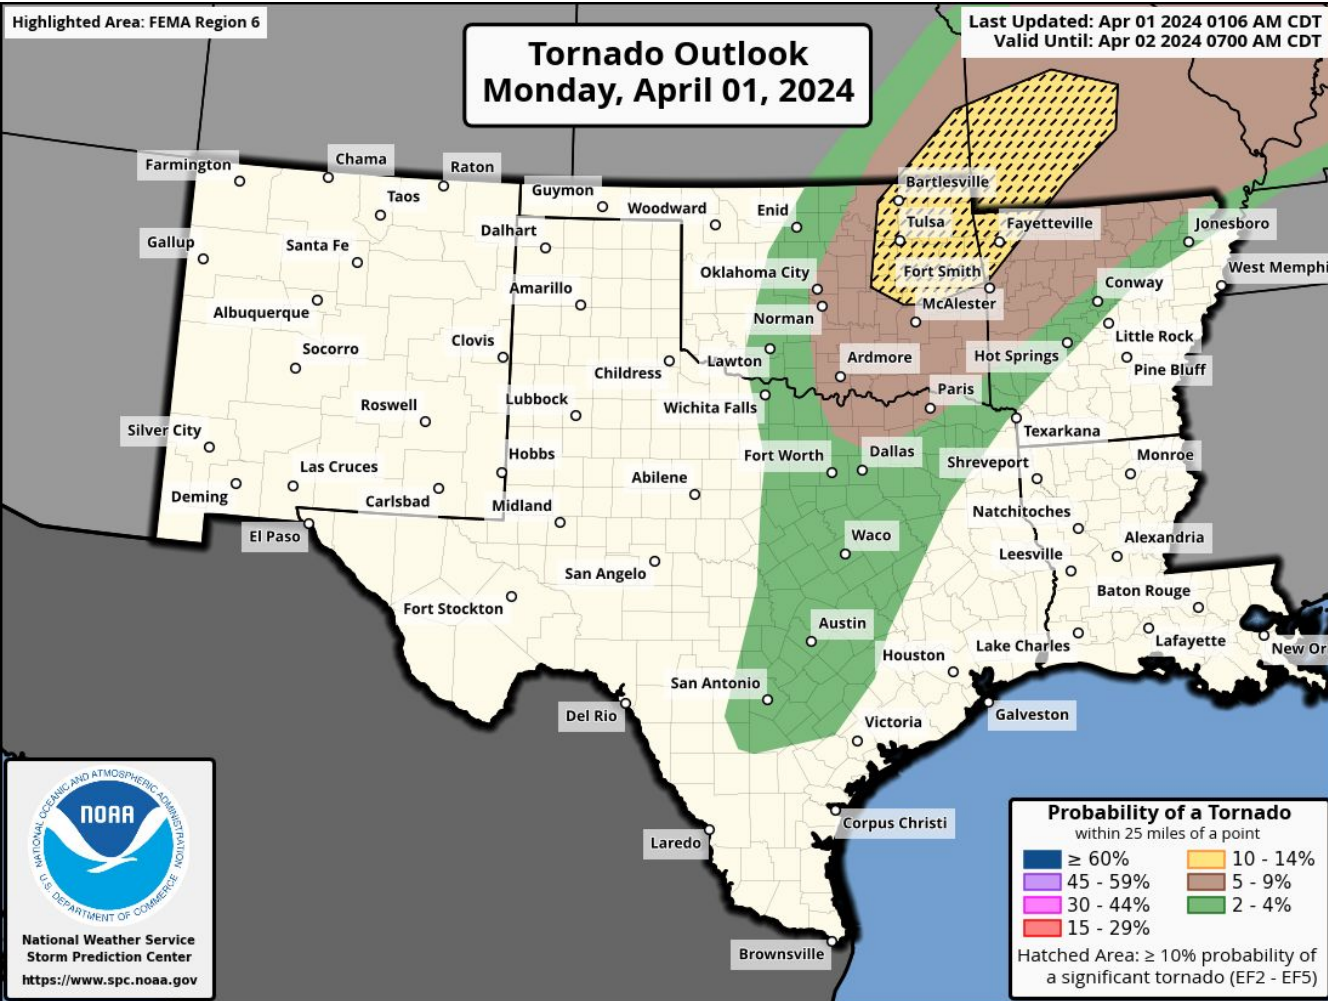 Highlighted Area: FEMA Region 6
Last Updated: Apr 01 2024 0106 AM CDT
Valid Until: Apr 02 2024 0700 AM CDT
Tornado Outlook
Monday, April 01, 2024
Farmington
Chama
Raton
Taos
Guymon
Woodward
Enid
Bartlesville
Gallup
Santa Fe
Dalhart
Tulsa
Fayetteville
Jonesboro
Oklahoma City
Fort Smith
West Memphi
Amarillo
Conway
Albuquerque
Norman
McAlester
Socorro
Clovis
Childress
Lawton
Ardmore
Hot Springs
Little Rock
Pine Bluff
Roswell
Lubbock
Wichita Falls
Paris
Silver City
Texarkana
Las Cruces
Hobbs
Fort Worth
Dallas
Shreveport
Monroe
Deming
Carlsbad
Midland
Abilene
Natchitoches
El Paso
Waco
Leesville
Alexandria
San Angelo
Fort Stockton
Baton Rouge
Austin
Houston
Lake Charles
Lafayette
New Or
San Antonio
Del Rio
Victoria
Galveston
Laredo
Corpus Christi
Brownsville
NATIONAL OCEANIC AND ATMOSPHERIC ADMINISTRATION
NOAA
U.S. DEPARTMENT OF COMMERCE
National Weather Service
Storm Prediction Center
https://www.spc.noaa.gov
Probability of a Tornado
within 25 miles of a point
≥ 60%
45 - 59%
30 - 44%
15 - 29%
10 - 14%
5 - 9%
2 - 4%
Hatched Area: ≥ 10% probability of
a significant tornado (EF2 - EF5)